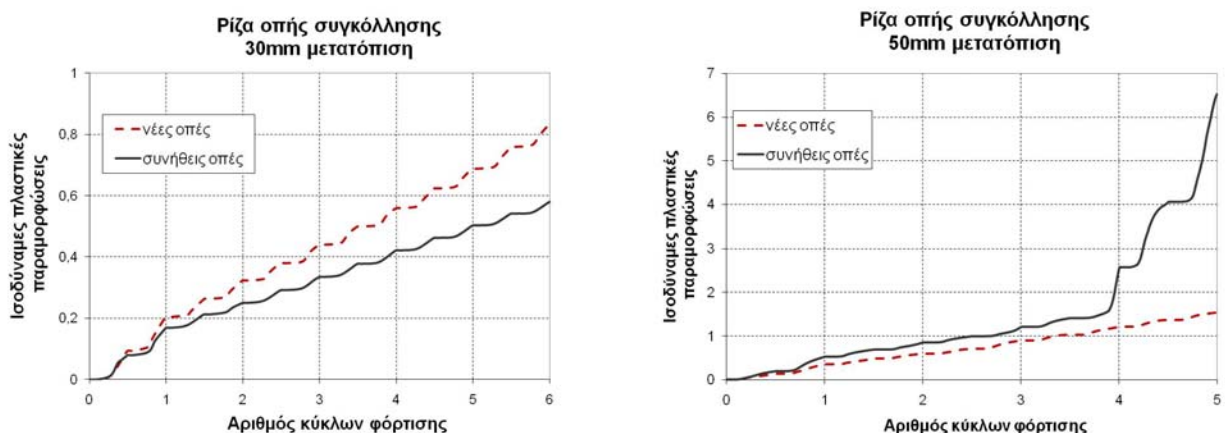 Ρίζα οπής συγκόλλησης
30mm μετατόπιση
Ισοδύναμες πλαστικές
παραμορφώσεις
1
0.8
0.6
0.4
0,2
0
νέες οπές
συνήθεις οπές
0 1 2 3 4 5 6
Αριθμός κύκλων φόρτισης
Ρίζα οπής συγκόλλησης
50mm μετατόπιση
Ισοδύναμες πλαστικές
παραμορφώσεις
7
6
5
4
3
2
1
0
νέες οπές
συνήθεις οπές
0 1 2 3 4 5
Αριθμός κύκλων φόρτισης